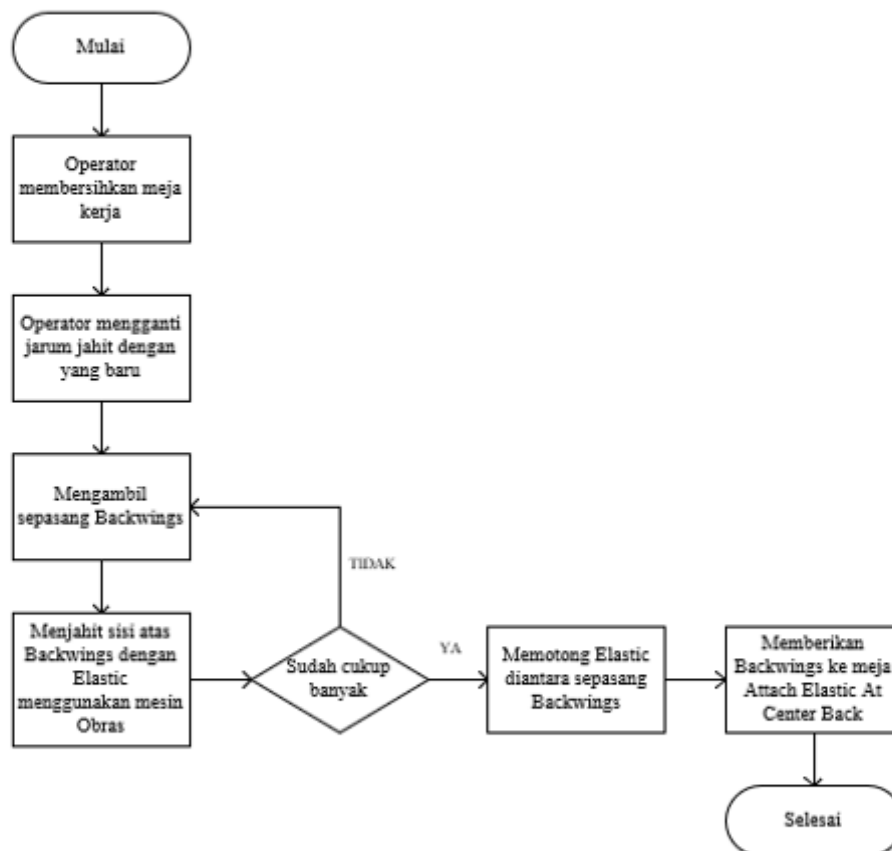 Mulai
Operator
membersihkan meja
kerja
Operator mengganti
jarum jahit dengan
yang baru
Mengambil
sepasang Backwings
TIDAK
Menjahit sisi atas
Backwings dengan
Elastic
menggunakan mesin
Obras
Sudah cukup
banyak
YA
Memotong Elastic
diantara sepasang
Backwings
Memberikan
Backwings ke meja
Attach Elastic At
Center Back
Selesai